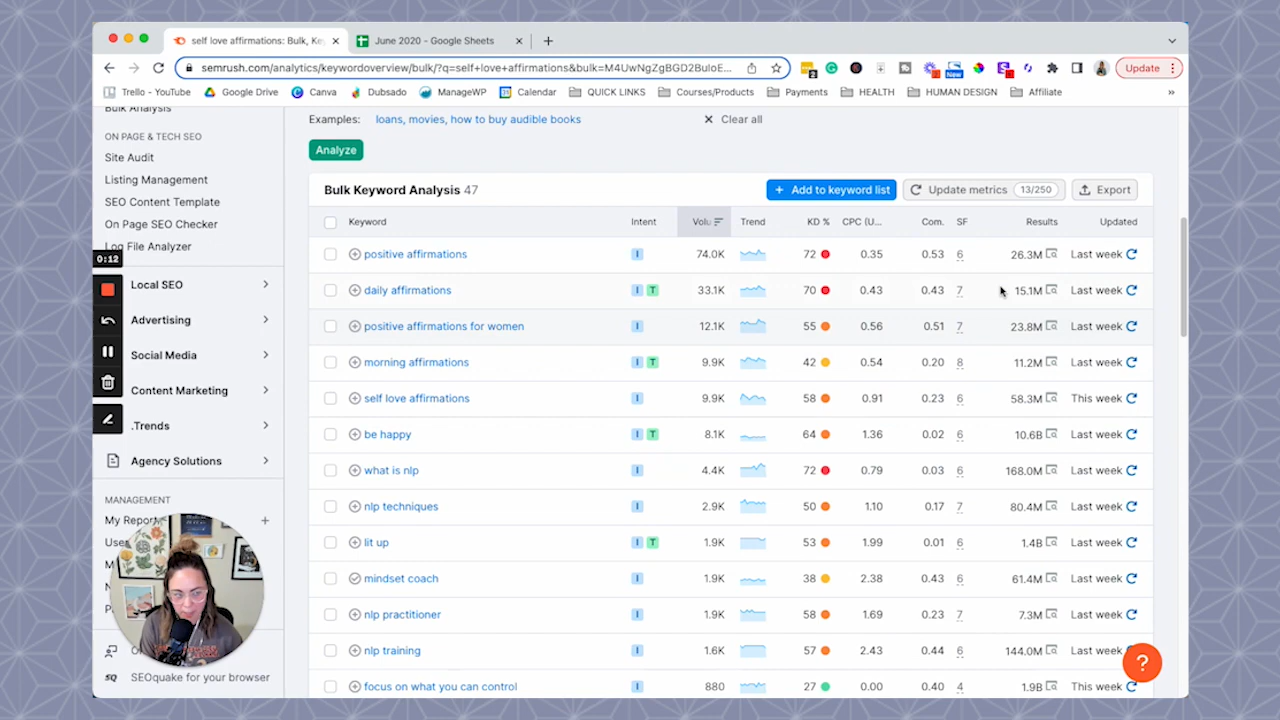 self love affirmations: Bulk, Ke
June 2020 - Google Sheets
semrush.com/analytics/keywordoverview/bulk/?q=self+love+affirmations&bulk=M4UwNgZgBGD2BuloE...
2
New
5
Update
Trello - YouTube
Google Drive
Canva
Dubsado
ManageWP
Calendar
QUICK LINKS
Courses/Products
Payments
HEALTH
HUMAN DESIGN
Affiliate
»
Bulk Analysis
ON PAGE & TECH SEO
Site Audit
Listing Management
SEO Content Template
On Page SEO Checker
Log File Analyzer
0:12
Local SEO
Advertising
Social Media
Content Marketing
.Trends
Agency Solutions
MANAGEMENT
My Report
SEOquake for your browser
Examples: loans, movies, how to buy audible books
Clear all
Analyze
Bulk Keyword Analysis 47
+ Add to keyword list
Update metrics 13/250
Export
Keyword Intent Volu Trend KD % CPC (U... Com. SF Results Updated
positive affirmations I 74.0K 72 0.35 0.53 6 26.3M Last week
daily affirmations I T 33.1K 70 0.43 0.43 7 15.1M Last week
positive affirmations for women I 12.1K 55 0.56 0.51 7 23.8M Last week
morning affirmations I T 9.9K 42 0.54 0.20 8 11.2M Last week
self love affirmations I 9.9K 58 0.91 0.23 6 58.3M This week
be happy I T 8.1K 64 1.36 0.02 6 10.6B Last week
what is nlp I 4.4K 72 0.79 0.03 6 168.0M Last week
nlp techniques I 2.9K 50 1.10 0.17 7 80.4M Last week
lit up I T 1.9K 53 1.99 0.01 6 1.4B Last week
mindset coach I 1.9K 38 2.38 0.43 6 61.4M Last week
nlp practitioner I 1.9K 58 1.69 0.23 7 7.3M Last week
nlp training I 1.6K 57 2.43 0.44 6 144.0M Last week
focus on what you can control I 880 27 0.00 0.40 4 1.9B This week
?